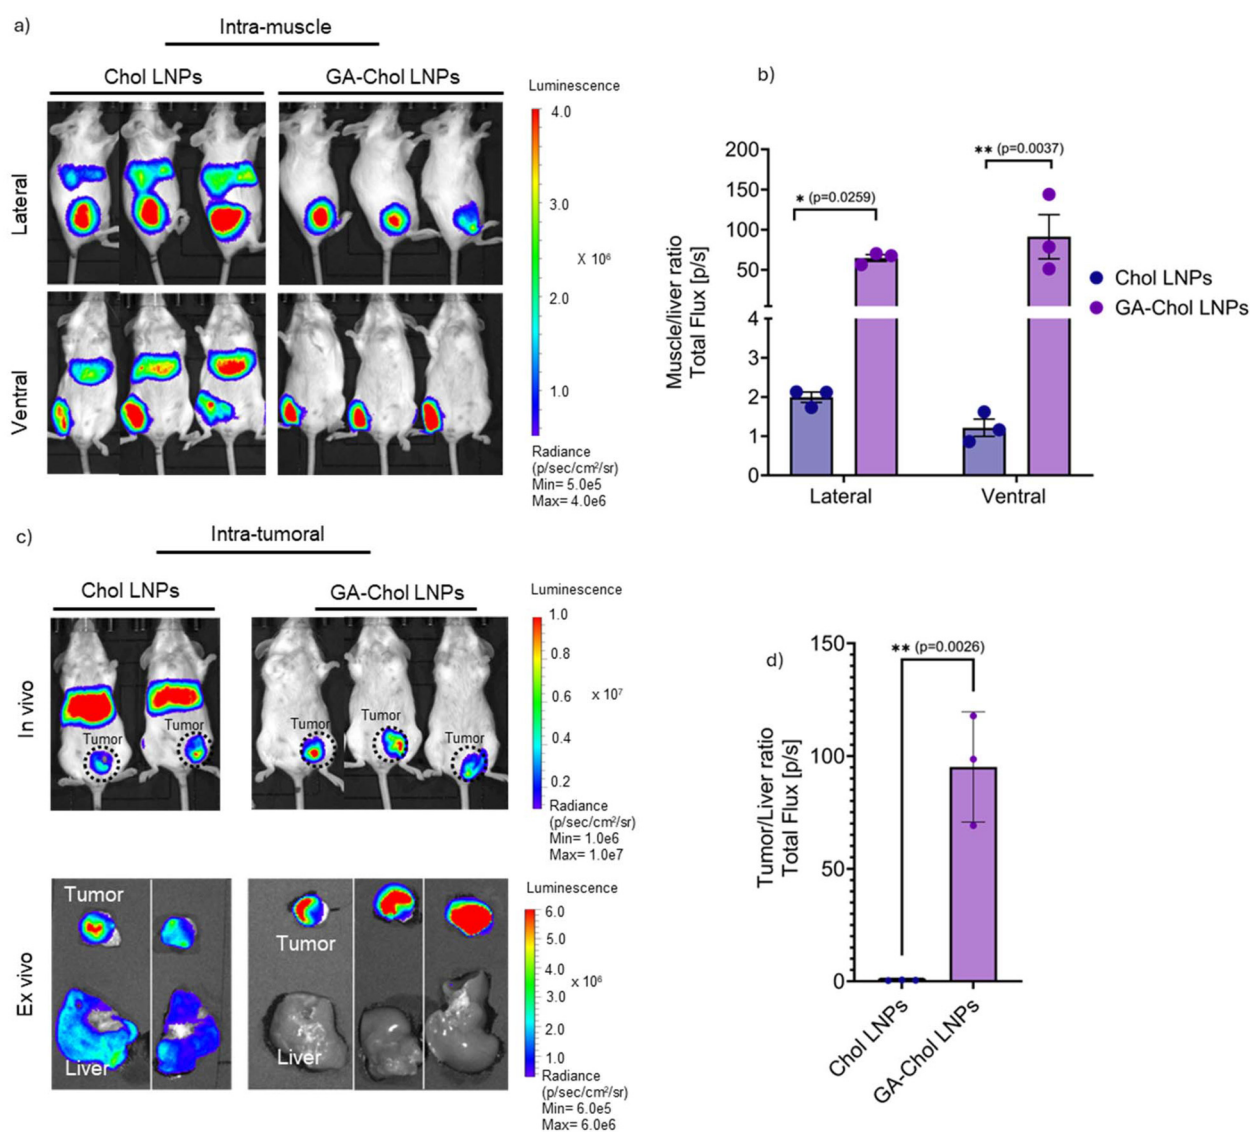 a)
Intra-muscle
Chol LNPs
GA-Chol LNPs
Lateral
Ventral
Luminescence
4.0
3.0
X 10⁶
2.0
1.0
Radiance
(p/sec/cm²/sr)
Min= 5.0e5
Max= 4.0e6
b)
Muscle/liver ratio
Total Flux [p/s]
200
150
100
50
4
3
2
1
0
* (p=0.0259)
** (p=0.0037)
Lateral
Ventral
Chol LNPs
GA-Chol LNPs
c)
Intra-tumoral
Chol LNPs
GA-Chol LNPs
In vivo
Tumor
Tumor
Tumor
Tumor
Tumor
Luminescence
1.0
0.8
0.6
x 10⁷
0.4
0.2
Radiance
(p/sec/cm²/sr)
Min= 1.0e6
Max= 1.0e7
Ex vivo
Tumor
Liver
Tumor
Liver
Luminescence
6.0
5.0
4.0
x 10⁶
3.0
2.0
1.0
Radiance
(p/sec/cm²/sr)
Min= 6.0e5
Max= 6.0e6
d)
Tumor/Liver ratio
Total Flux [p/s]
150
100
50
0
** (p=0.0026)
Chol LNPs
GA-Chol LNPs